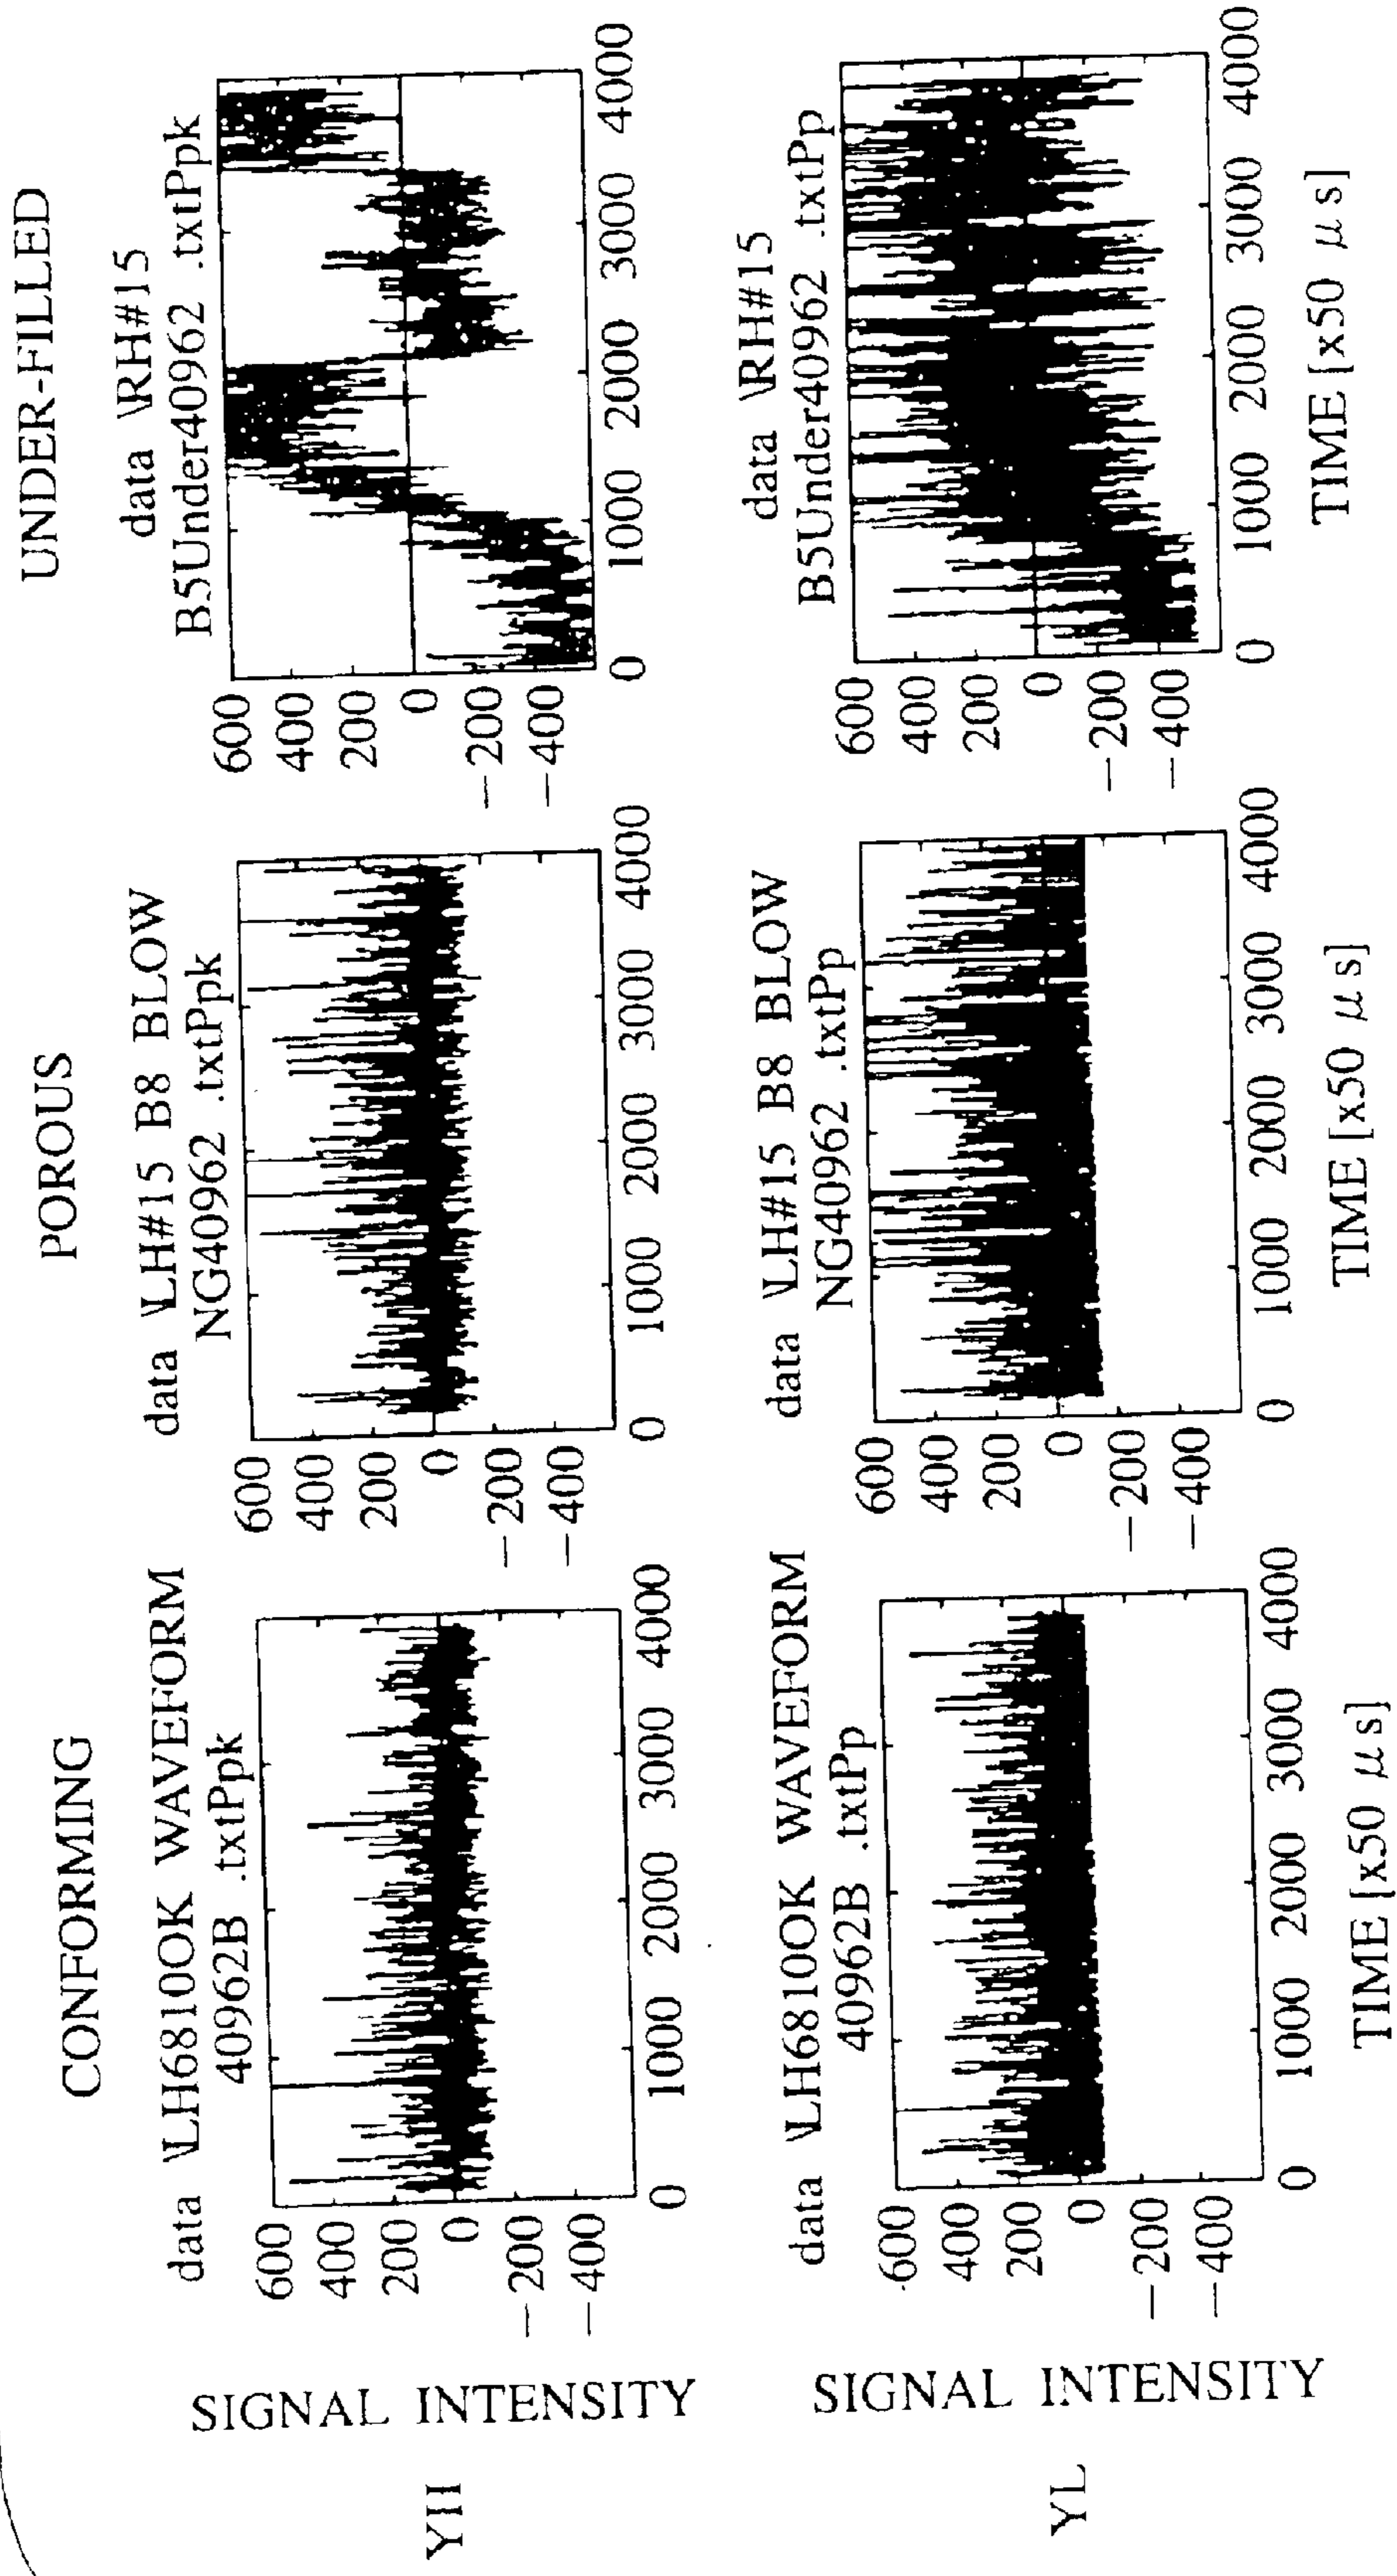 CONFORMING
POROUS
UNDER-FILLED
data \LH6810OK WAVEFORM
40962B .txtPpk
data \LH#15 B8 BLOW
NG40962 .txtPpk
data \RH#15
B5Under40962 .txtPpk
YH
SIGNAL INTENSITY
600
400
200
0
-200
-400
0 1000 2000 3000 4000
600
400
200
0
-200
-400
0 1000 2000 3000 4000
600
400
200
0
-200
-400
0 1000 2000 3000 4000
data \LH6810OK WAVEFORM
40962B .txtPp
data \LH#15 B8 BLOW
NG40962 .txtPp
data \RH#15
B5Under40962 .txtPp
YL
SIGNAL INTENSITY
600
400
200
0
-200
-400
0 1000 2000 3000 4000
TIME [x50 μs]
600
400
200
0
-200
-400
0 1000 2000 3000 4000
TIME [x50 μs]
600
400
200
0
-200
-400
0 1000 2000 3000 4000
TIME [x50 μs]